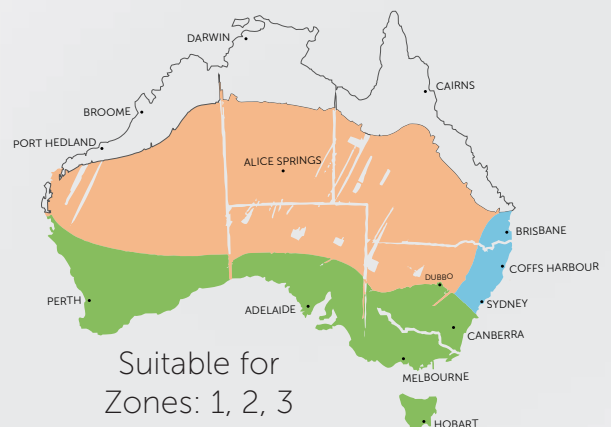 DARWIN
CAIRNS
BROOME
PORT HEDLAND
ALICE SPRINGS
BRISBANE
COFFS HARBOUR
DUBBO
PERTH
SYDNEY
ADELAIDE
CANBERRA
Suitable for
Zones: 1, 2, 3
MELBOURNE
HOBART